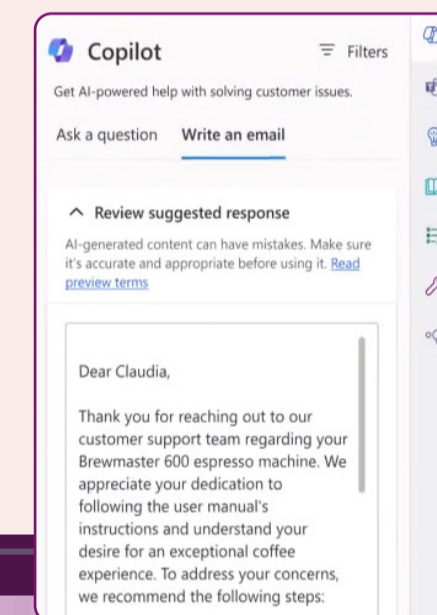 Copilot
Filters
Get AI-powered help with solving customer issues.
Ask a question
Write an email
Review suggested response
AI-generated content can have mistakes. Make sure
it's accurate and appropriate before using it. Read
preview terms
Dear Claudia,
Thank you for reaching out to our
customer support team regarding your
Brewmaster 600 espresso machine. We
appreciate your dedication to
following the user manual's
instructions and understand your
desire for an exceptional coffee
experience. To address your concerns,
we recommend the following steps: